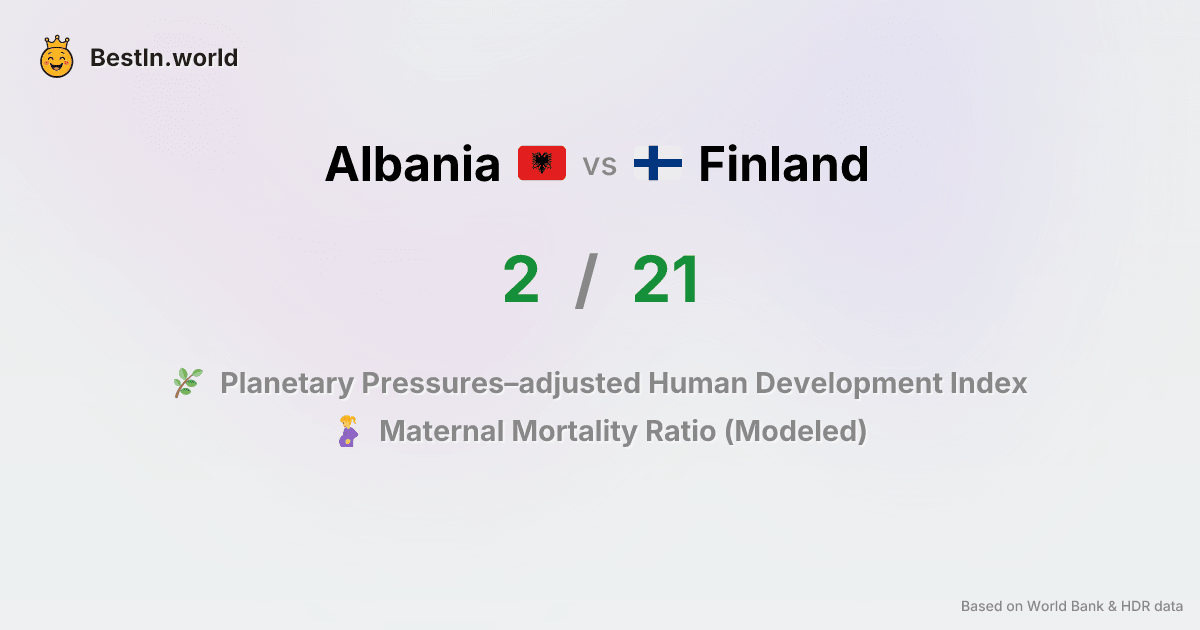 BestIn.world
Albania vs Finland
2 / 21
Planetary Pressures–adjusted Human Development Index
Maternal Mortality Ratio (Modeled)
Based on World Bank & HDR data